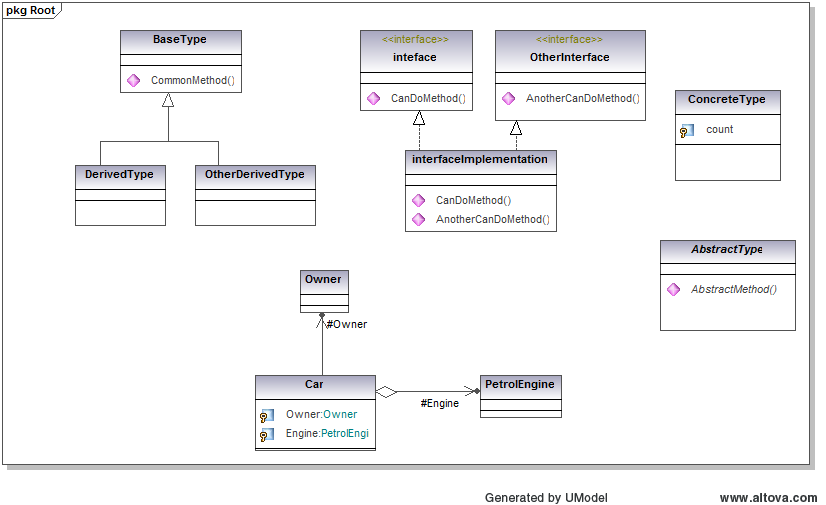 pkg Root
BaseType
CommonMethod()
DerivedType
OtherDerivedType
<<interface>>
inteface
CanDoMethod()
<<interface>>
OtherInterface
AnotherCanDoMethod()
interfaceImplementation
CanDoMethod()
AnotherCanDoMethod()
ConcreteType
count
AbstractType
AbstractMethod()
Owner
#Owner
Car
Owner:Owner
Engine:PetrolEngi
#Engine
PetrolEngine
Generated by UModel
www.altova.com